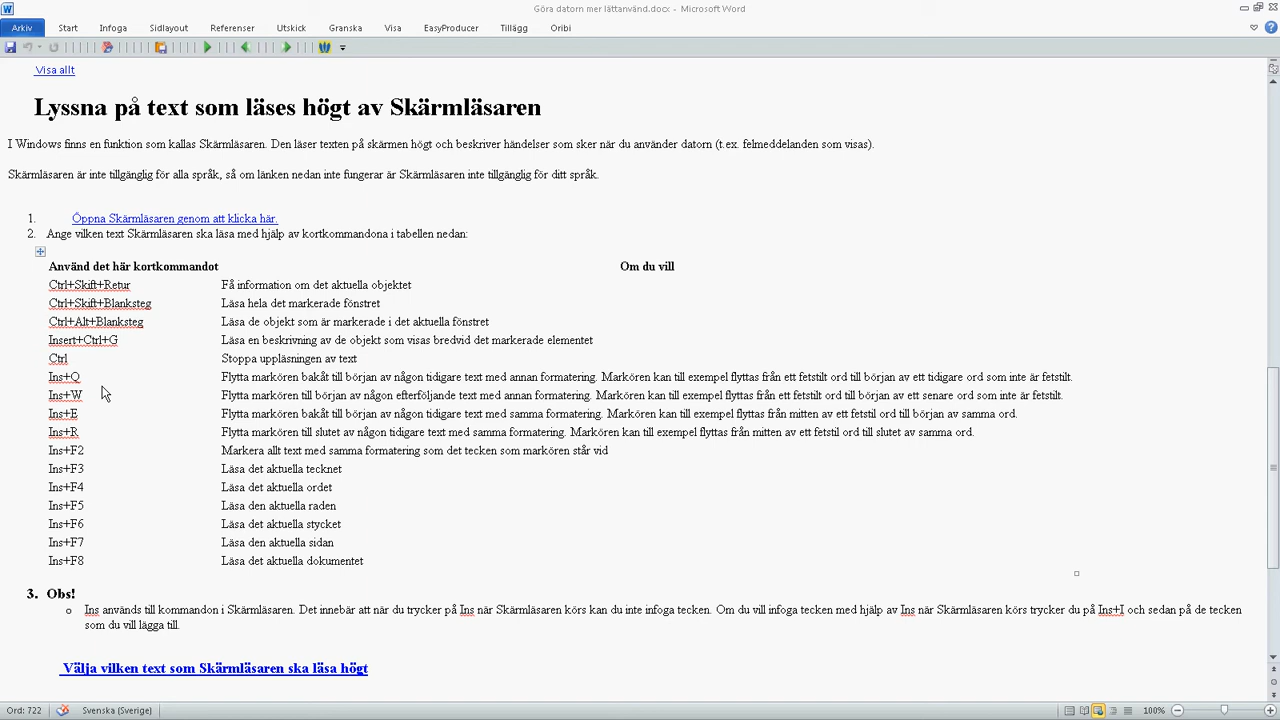 Göra datorn mer lättanvänd.docx - Microsoft Word
Arkiv Start Infoga Sidlayout Referenser Utskick Granska Visa EasyProducer Tillägg Oribi
Visa allt
Lyssna på text som läses högt av Skärmläsaren
I Windows finns en funktion som kallas Skärmläsaren. Den läser texten på skärmen högt och beskriver händelser som sker när du använder datorn (t.ex. felmeddelanden som visas).
Skärmläsaren är inte tillgänglig för alla språk, så om länken nedan inte fungerar är Skärmläsaren inte tillgänglig för ditt språk.
1. Öppna Skärmläsaren genom att klicka här.
2. Ange vilken text Skärmläsaren ska läsa med hjälp av kortkommandona i tabellen nedan:
Använd det här kortkommandot Om du vill
Ctrl+Skift+Retur Få information om det aktuella objektet
Ctrl+Skift+Blanksteg Läsa hela det markerade fönstret
Ctrl+Alt+Blanksteg Läsa de objekt som är markerade i det aktuella fönstret
Insert+Ctrl+G Läsa en beskrivning av de objekt som visas bredvid det markerade elementet
Ctrl Stoppa uppläsningen av text
Ins+Q Flytta markören bakåt till början av någon tidigare text med annan formatering. Markören kan till exempel flyttas från ett fetstilt ord till början av ett tidigare ord som inte är fetstilt.
Ins+W Flytta markören till början av någon efterföljande text med annan formatering. Markören kan till exempel flyttas från ett fetstilt ord till början av ett senare ord som inte är fetstilt.
Ins+E Flytta markören bakåt till början av någon tidigare text med samma formatering. Markören kan till exempel flyttas från mitten av ett fetstilt ord till början av samma ord.
Ins+R Flytta markören till slutet av någon tidigare text med samma formatering. Markören kan till exempel flyttas från mitten av ett fetstil ord till slutet av samma ord.
Ins+F2 Markera allt text med samma formatering som det tecken som markören står vid
Ins+F3 Läsa det aktuella tecknet
Ins+F4 Läsa det aktuella ordet
Ins+F5 Läsa den aktuella raden
Ins+F6 Läsa det aktuella stycket
Ins+F7 Läsa den aktuella sidan
Ins+F8 Läsa det aktuella dokumentet
3. Obs!
o Ins används till kommandon i Skärmläsaren. Det innebär att när du trycker på Ins när Skärmläsaren körs kan du inte infoga tecken. Om du vill infoga tecken med hjälp av Ins när Skärmläsaren körs trycker du på Ins+I och sedan på de tecken
som du vill lägga till.
Välja vilken text som Skärmläsaren ska läsa högt
Ord: 722 Svenska (Sverige) 100%